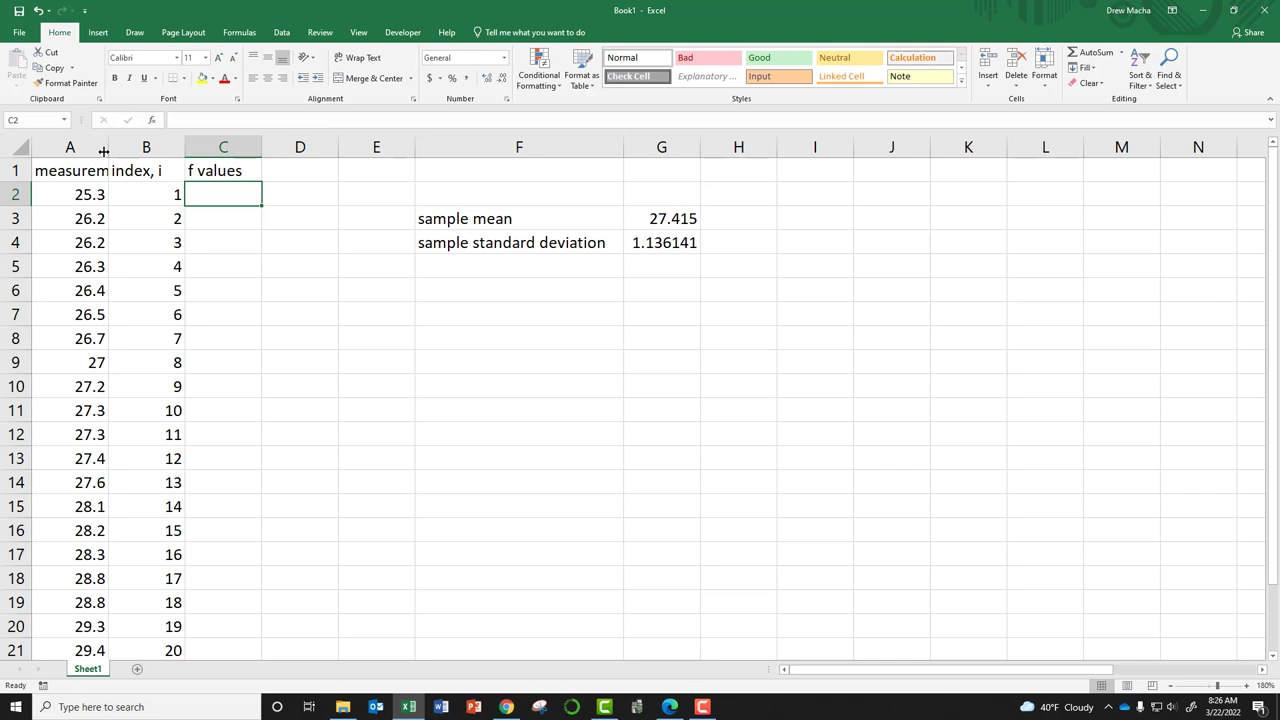 Book1 - Excel
Drew Macha
File Home Insert Draw Page Layout Formulas Data Review View Developer Help Tell me what you want to do Share
Paste
Cut
Copy
Format Painter
Clipboard
Calibri 11
B I U A
Font
Wrap Text
Merge & Center
Alignment
General
$ % ,
Number
Conditional Formatting
Format as Table
Normal Bad Good Neutral Calculation
Check Cell Explanatory ... Input Linked Cell Note
Styles
Insert Delete Format
Cells
AutoSum
Fill
Clear
Sort & Filter
Find & Select
Editing
C2 fx
A B C D E F G H I J K L M N
1 measurem index, i f values
2 25.3 1
3 26.2 2 sample mean 27.415
4 26.2 3 sample standard deviation 1.136141
5 26.3 4
6 26.4 5
7 26.5 6
8 26.7 7
9 27 8
10 27.2 9
11 27.3 10
12 27.3 11
13 27.4 12
14 27.6 13
15 28.1 14
16 28.2 15
17 28.3 16
18 28.8 17
19 28.8 18
20 29.3 19
21 29.4 20
Sheet1
Ready 180%
Type here to search
40°F Cloudy
8:26 AM
3/22/2022